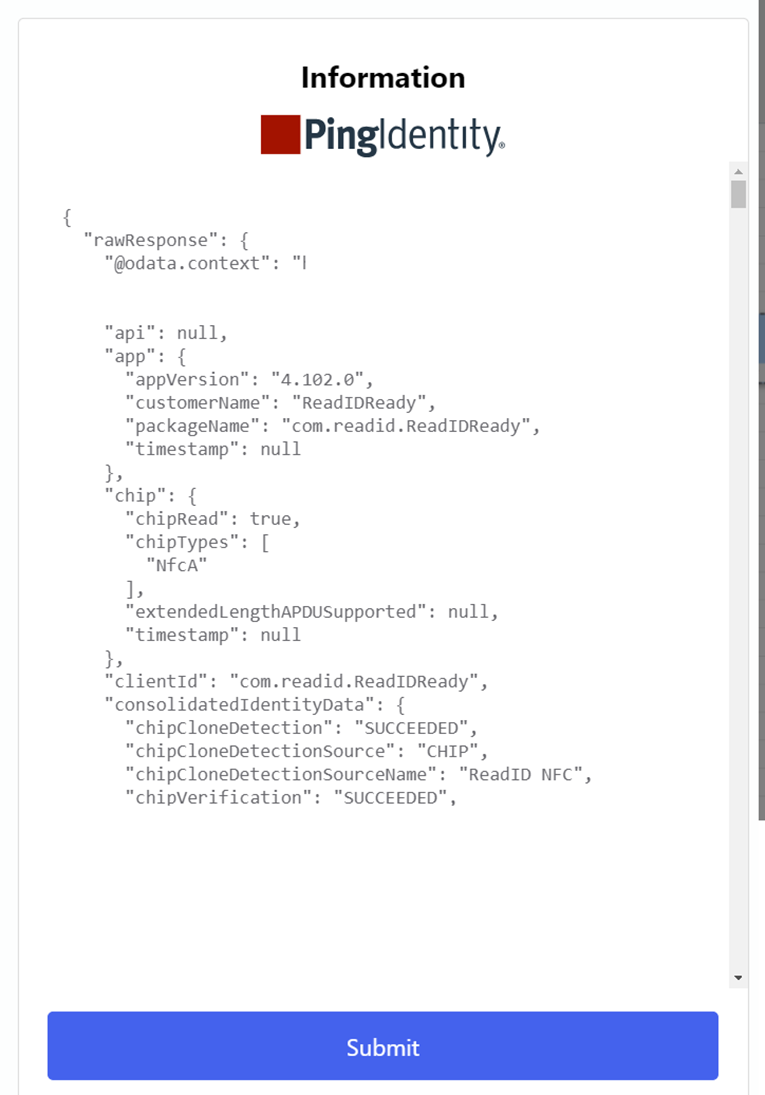 Information
PingIdentity®
{
  "rawResponse": {
    "@odata.context": "
    "api": null,
    "app": {
      "appVersion": "4.102.0",
      "customerName": "ReadIDReady",
      "packageName": "com.readid.ReadIDReady",
      "timestamp": null
    },
    "chip": {
      "chipRead": true,
      "chipTypes": [
        "NfcA"
      ],
      "extendedLengthAPDUSupported": null,
      "timestamp": null
    },
    "clientId": "com.readid.ReadIDReady",
    "consolidatedIdentityData": {
      "chipCloneDetection": "SUCCEEDED",
      "chipCloneDetectionSource": "CHIP",
      "chipCloneDetectionSourceName": "ReadID NFC",
      "chipVerification": "SUCCEEDED",
Submit